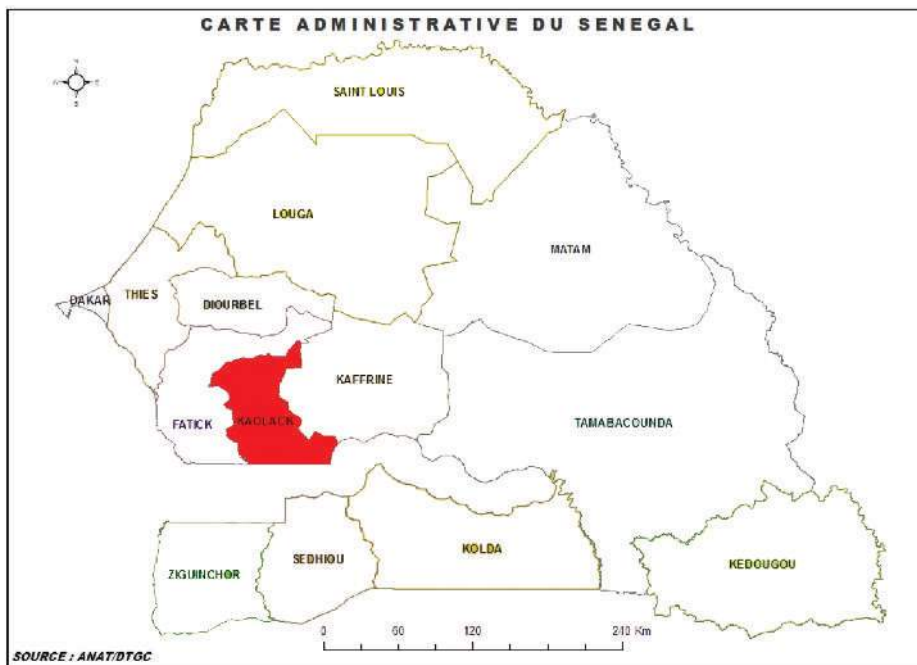 CARTE ADMINISTRATIVE DU SENEGAL
N
SAINT LOUIS
LOUGA
MATAM
DAKAR
THIES
DIOURBEL
KAFFRINE
FATICK
KAOLACK
TAMABACOUNDA
KOLDA
SEDHIOU
ZIGUINCHOR
KEDOUGOU
0 60 120 240 Km
SOURCE : ANAT/DTGC